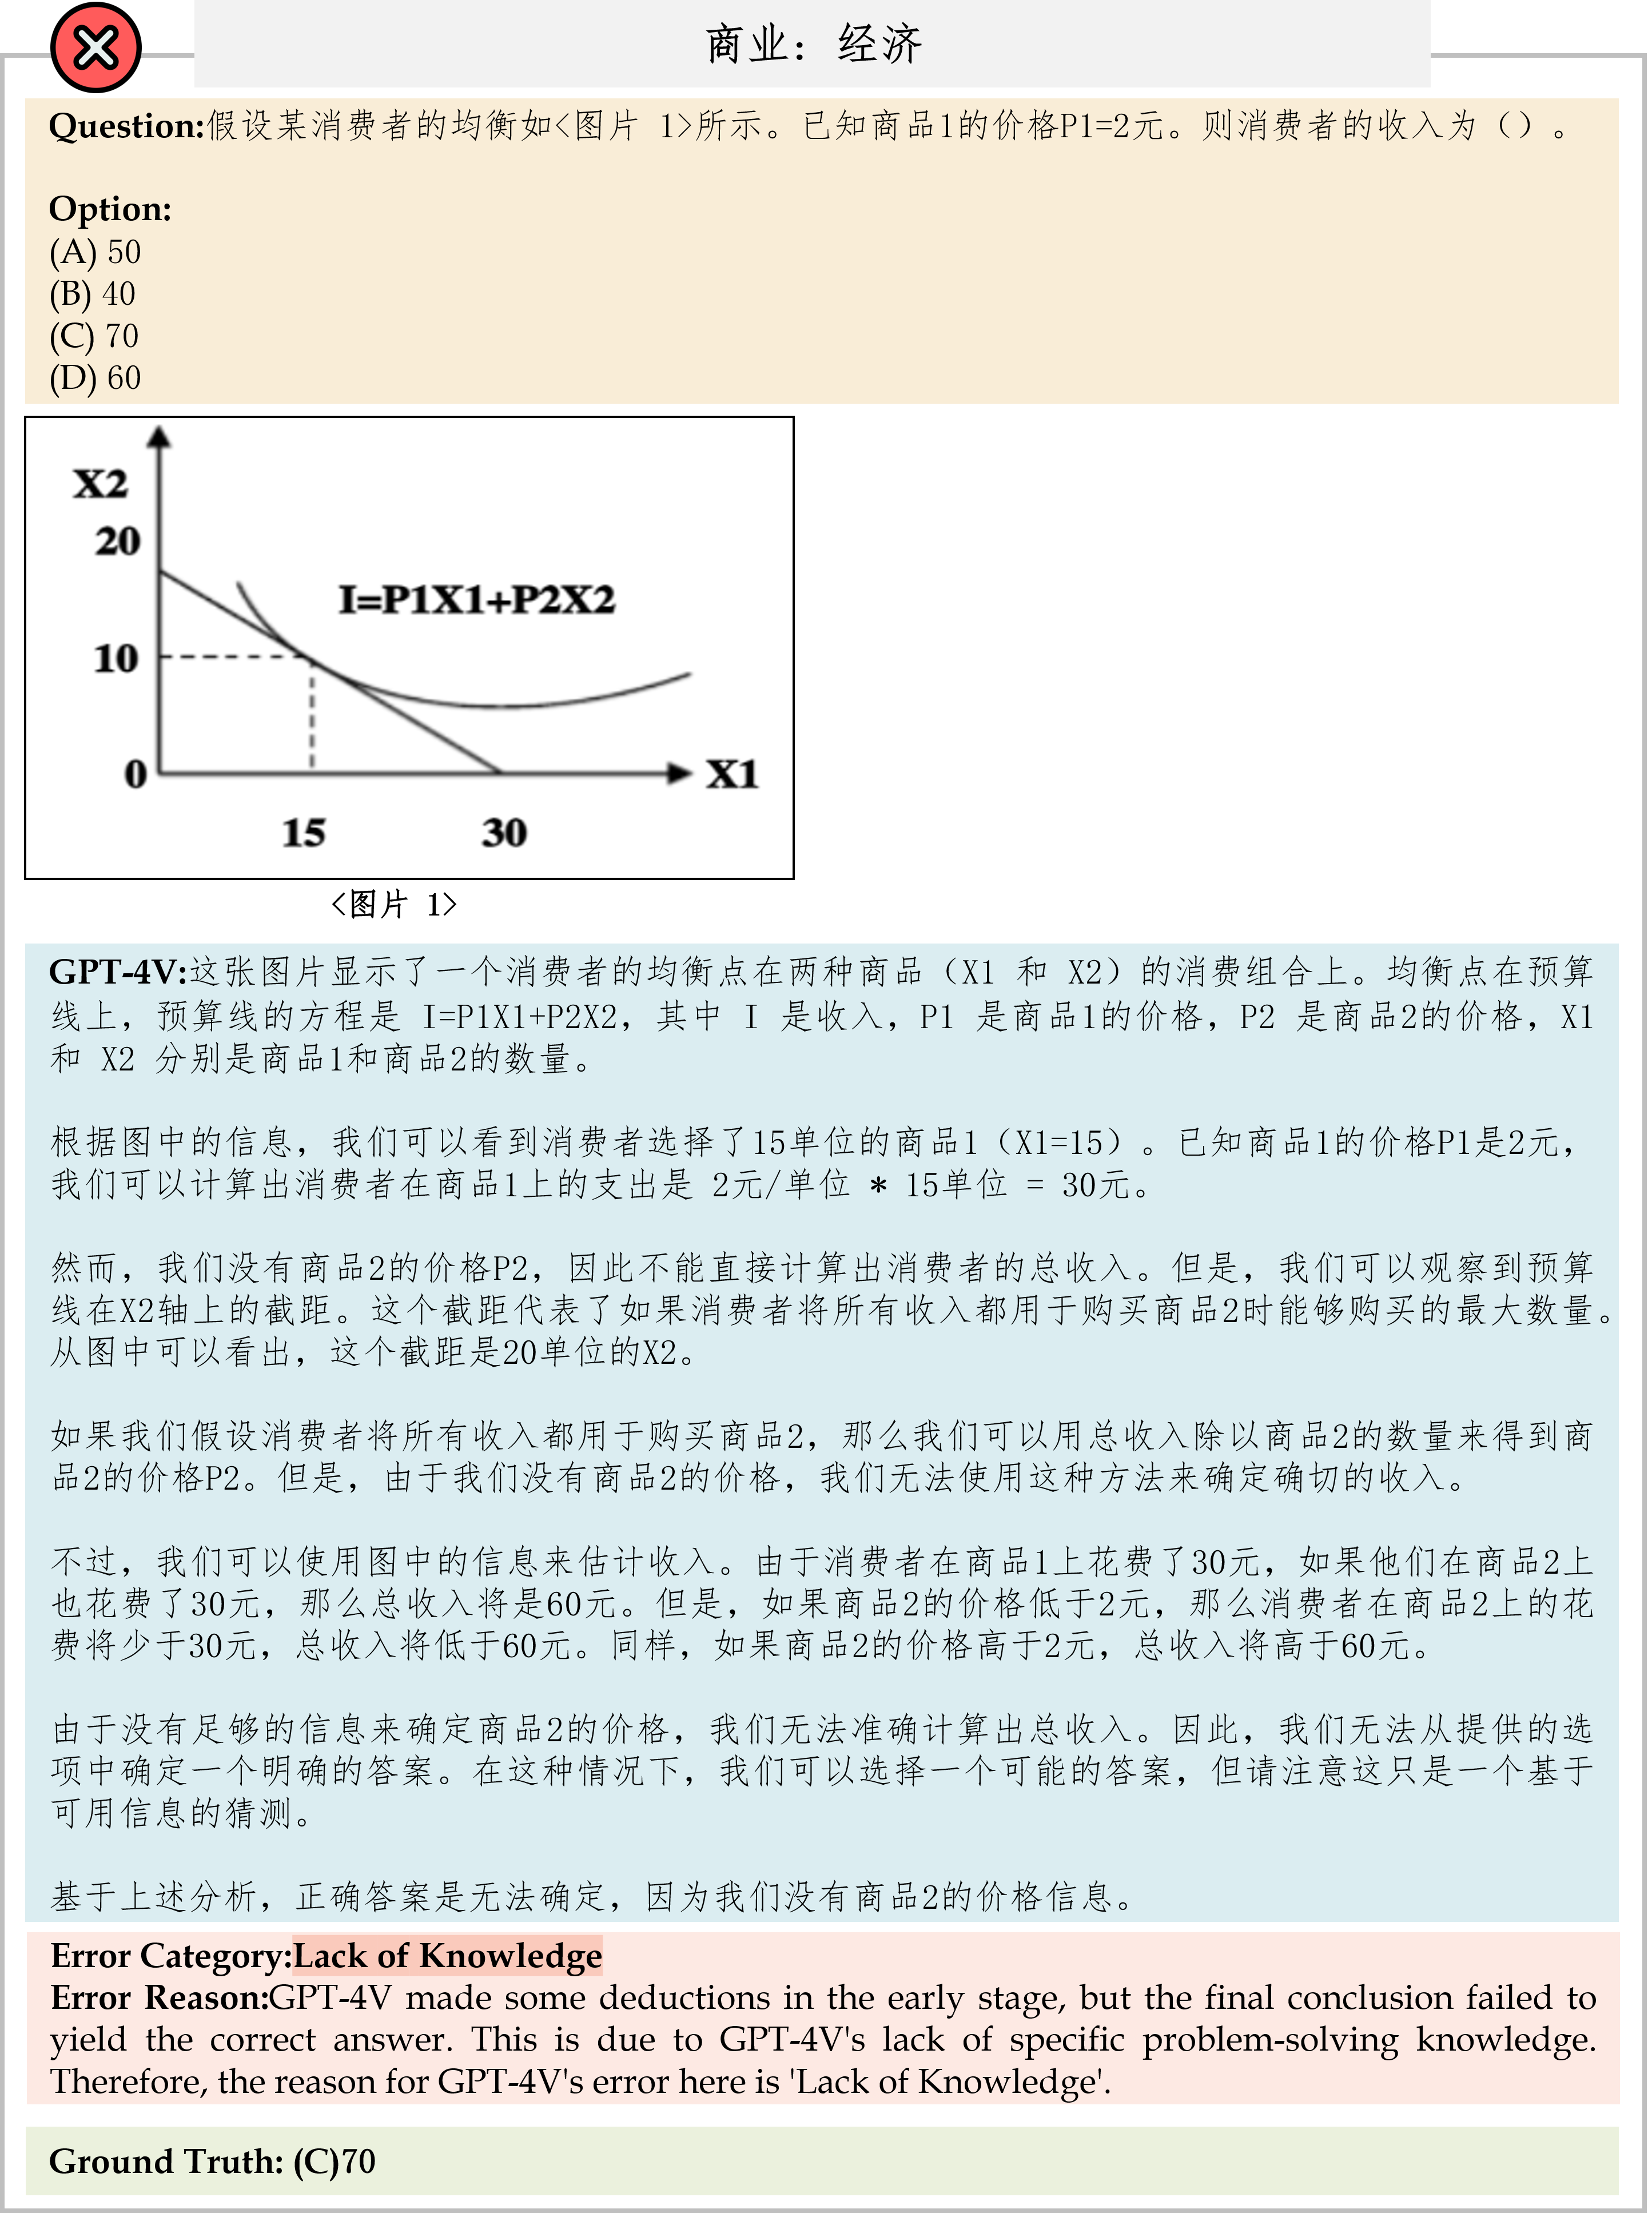 商业：经济
Question:假设某消费者的均衡如<图片 1>所示。已知商品1的价格P1=2元。则消费者的收入为（）。
Option:
(A) 50
(B) 40
(C) 70
(D) 60
X2
20
I=P1X1+P2X2
10
0
X1
15
30
<图片 1>
GPT-4V:这张图片显示了一个消费者的均衡点在两种商品（X1 和 X2）的消费组合上。均衡点在预算
线上，预算线的方程是 I=P1X1+P2X2，其中 I 是收入，P1 是商品1的价格，P2 是商品2的价格，X1
和 X2 分别是商品1和商品2的数量。
根据图中的信息，我们可以看到消费者选择了15单位的商品1（X1=15）。已知商品1的价格P1是2元，
我们可以计算出消费者在商品1上的支出是 2元/单位 * 15单位 = 30元。
然而，我们没有商品2的价格P2，因此不能直接计算出消费者的总收入。但是，我们可以观察到预算
线在X2轴上的截距。这个截距代表了如果消费者将所有收入都用于购买商品2时能够购买的最大数量。
从图中可以看出，这个截距是20单位的X2。
如果我们假设消费者将所有收入都用于购买商品2，那么我们可以用总收入除以商品2的数量来得到商
品2的价格P2。但是，由于我们没有商品2的价格，我们无法使用这种方法来确定确切的收入。
不过，我们可以使用图中的信息来估计收入。由于消费者在商品1上花费了30元，如果他们在商品2上
也花费了30元，那么总收入将是60元。但是，如果商品2的价格低于2元，那么消费者在商品2上的花
费将少于30元，总收入将低于60元。同样，如果商品2的价格高于2元，总收入将高于60元。
由于没有足够的信息来确定商品2的价格，我们无法准确计算出总收入。因此，我们无法从提供的选
项中确定一个明确的答案。在这种情况下，我们可以选择一个可能的答案，但请注意这只是一个基于
可用信息的猜测。
基于上述分析，正确答案是无法确定，因为我们没有商品2的价格信息。
Error Category:Lack of Knowledge
Error Reason:GPT-4V made some deductions in the early stage, but the final conclusion failed to
yield the correct answer. This is due to GPT-4V's lack of specific problem-solving knowledge.
Therefore, the reason for GPT-4V's error here is 'Lack of Knowledge'.
Ground Truth: (C)70